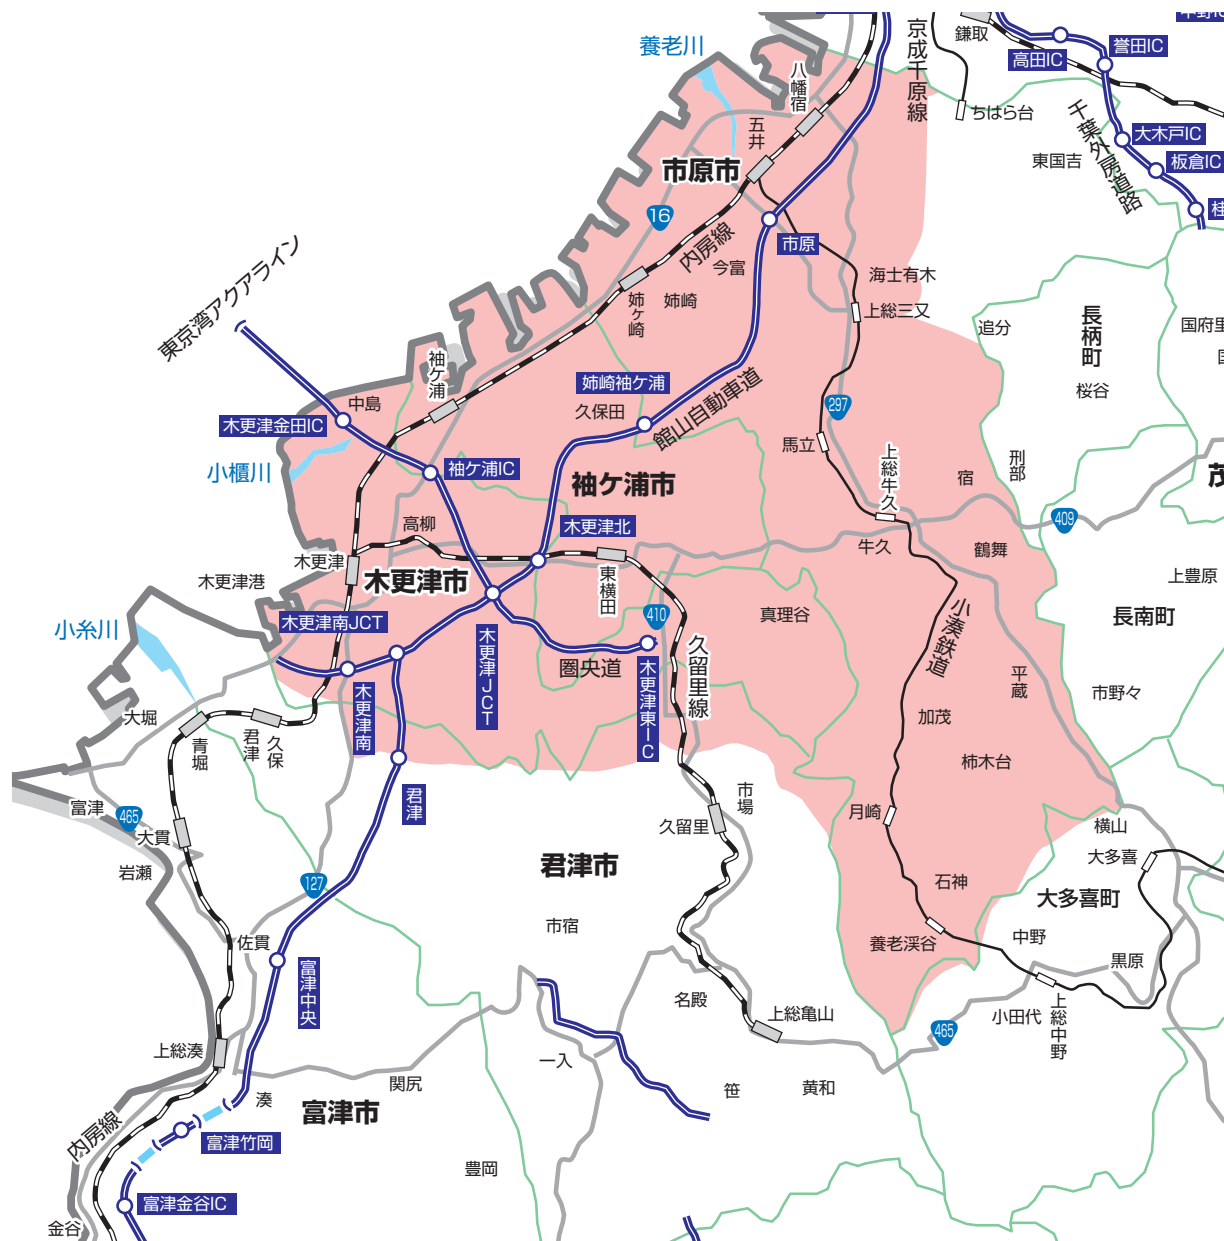 養老川
京成千原線
鎌取
高田IC
誉田IC
八幡宿
ちはら台
千葉外房道路
大木戸IC
板倉IC
東国吉
五井
市原市
16
内房線
市原
今富
海士有木
姉崎
姉ヶ崎
上総三又
追分
長柄町
桜谷
東京湾アクアライン
袖ケ浦
中島
姉崎袖ケ浦
久保田
館山自動車道
木更津金田IC
297
馬立
上総牛久
小櫃川
袖ケ浦IC
袖ケ浦市
宿
刑部
409
高柳
木更津北
牛久
鶴舞
木更津
木更津港
木更津市
東横田
上豊原
小糸川
木更津南JCT
410
真理谷
小湊鉄道
長南町
木更津JCT
圏央道
木更津東IC
久留里線
平蔵
市野々
木更津南
大堀
青堀
君津
久保
加茂
柿木台
君津
市場
富津
465
大貫
岩瀬
久留里
月崎
横山
大多喜
127
君津市
石神
大多喜町
佐貫
市宿
養老渓谷
中野
黒原
富津中央
名殿
上総亀山
小田代
上総中野
465
上総湊
関尻
一入
笹
黄和
湊
富津市
内房線
富津竹岡
豊岡
富津金谷IC
金谷